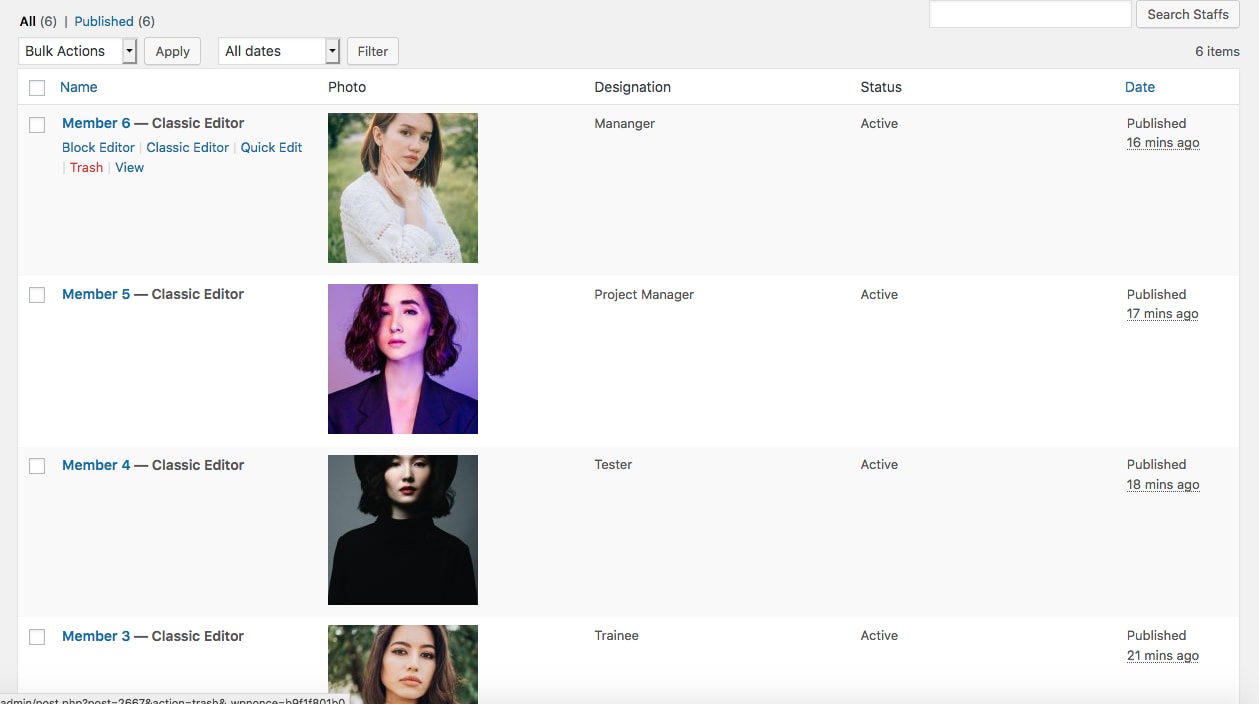 All (6) | Published (6)
Search Staffs
Bulk Actions Apply All dates Filter
6 items
Name Photo Designation Status Date
Member 6 — Classic Editor Mananger Active Published
Block Editor | Classic Editor | Quick Edit 16 mins ago
| Trash | View
Member 5 — Classic Editor Project Manager Active Published
17 mins ago
Member 4 — Classic Editor Tester Active Published
18 mins ago
Member 3 — Classic Editor Trainee Active Published
21 mins ago
admin/post.php?post=2667&action=trash&_wpnonce=b9f1f801b0